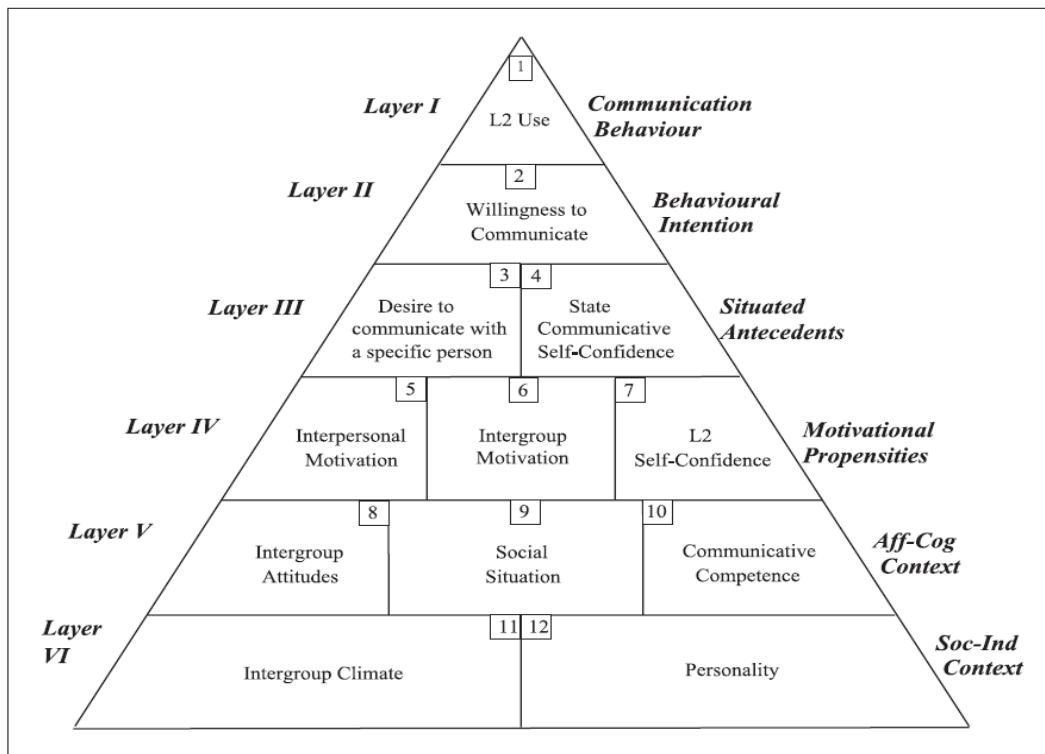 1
Layer I
L2 Use
Communication
Behaviour
2
Layer II
Willingness to
Communicate
Behavioural
Intention
3
4
Layer III
Desire to
communicate with
a specific person
State
Communicative
Self-Confidence
Situated
Antecedents
5
6
7
Layer IV
Interpersonal
Motivation
Intergroup
Motivation
L2
Self-Confidence
Motivational
Propensities
8
9
10
Layer V
Intergroup
Attitudes
Social
Situation
Communicative
Competence
Aff-Cog
Context
11
12
Layer
VI
Intergroup Climate
Personality
Soc-Ind
Context